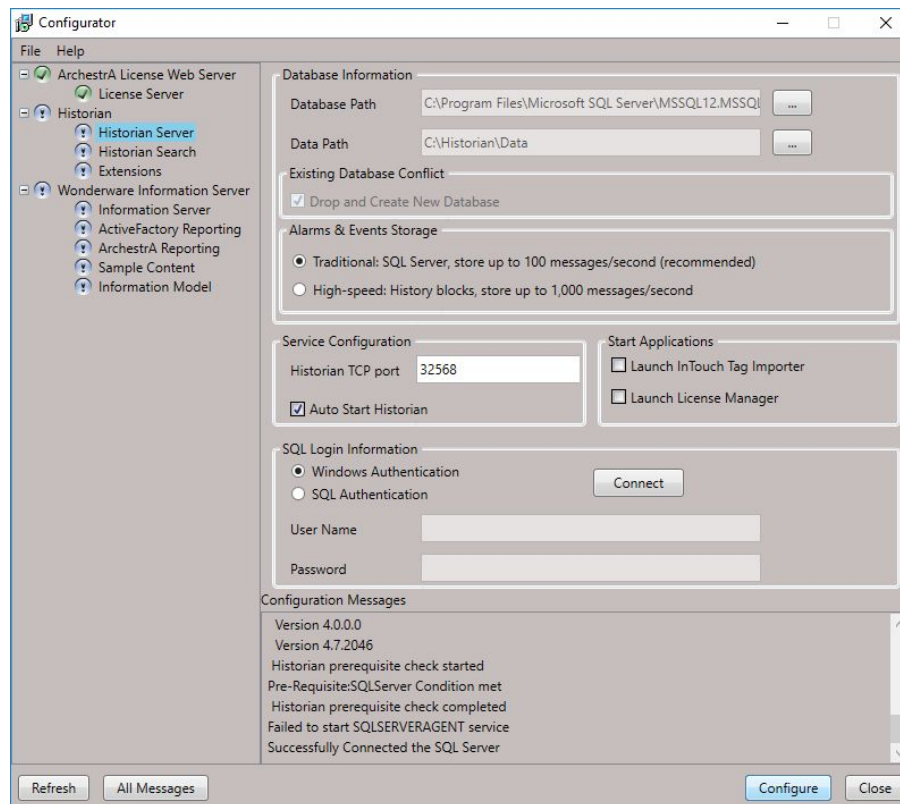 Configurator
File Help
ArchestrA License Web Server
License Server
Historian
Historian Server
Historian Search
Extensions
Wonderware Information Server
Information Server
ActiveFactory Reporting
ArchestrA Reporting
Sample Content
Information Model
Database Information
Database Path C:\Program Files\Microsoft SQL Server\MSSQL12.MSSQL ...
Data Path C:\Historian\Data ...
Existing Database Conflict
Drop and Create New Database
Alarms & Events Storage
Traditional: SQL Server, store up to 100 messages/second (recommended)
High-speed: History blocks, store up to 1,000 messages/second
Service Configuration
Historian TCP port 32568
Auto Start Historian
Start Applications
Launch InTouch Tag Importer
Launch License Manager
SQL Login Information
Windows Authentication
SQL Authentication
Connect
User Name
Password
Configuration Messages
Version 4.0.0.0
Version 4.7.2046
Historian prerequisite check started
Pre-Requisite:SQLServer Condition met
Historian prerequisite check completed
Failed to start SQLSERVERAGENT service
Successfully Connected the SQL Server
Refresh All Messages Configure Close